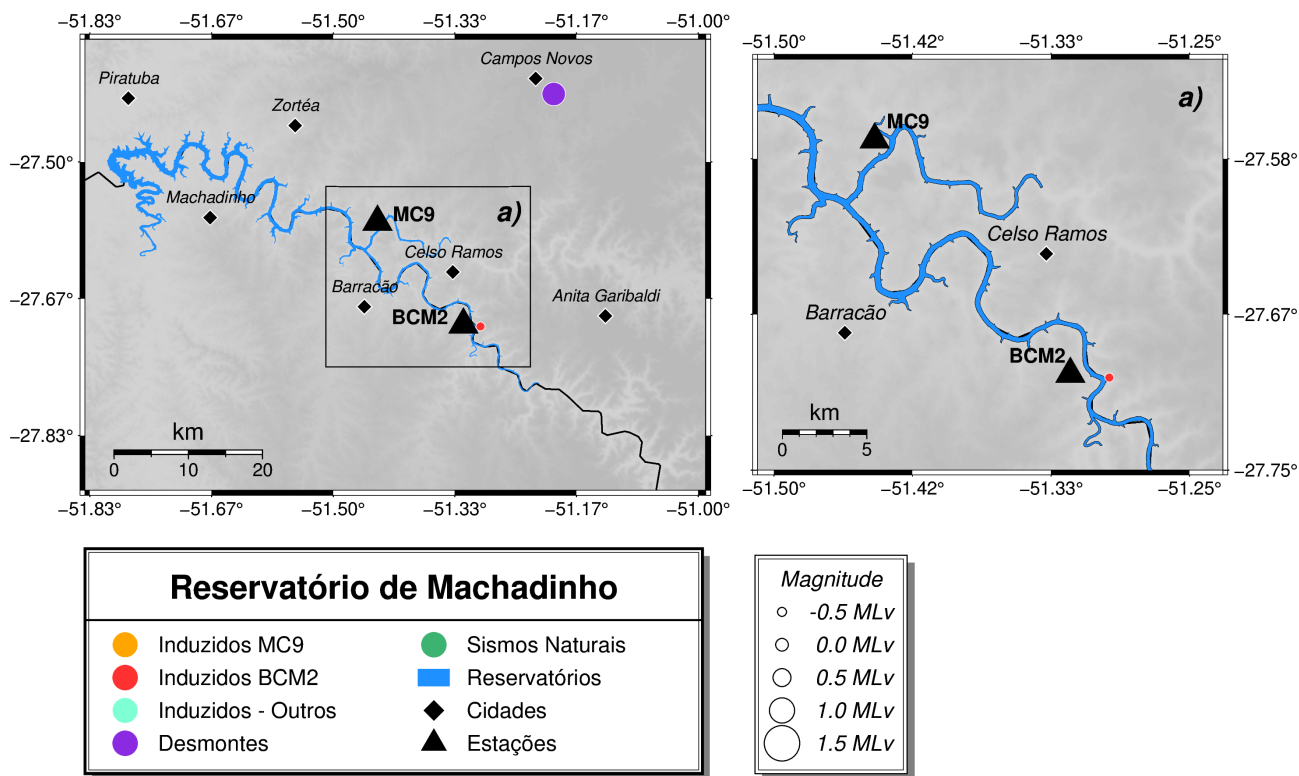 −51.83° −51.67° −51.50° −51.33° −51.17° −51.00°
Piratuba
Zortéa
Campos Novos
−27.50°
Machadinho
MC9
a)
Celso Ramos
−27.67°
Barracão
BCM2
Anita Garibaldi
−27.83°
km
0 10 20
−51.83° −51.67° −51.50° −51.33° −51.17° −51.00°
−51.50° −51.42° −51.33° −51.25°
a)
MC9
−27.58°
Celso Ramos
Barracão
−27.67°
BCM2
km
0 5
−27.75°
−51.50° −51.42° −51.33° −51.25°
Reservatório de Machadinho
Induzidos MC9
Induzidos BCM2
Induzidos - Outros
Desmontes
Sismos Naturais
Reservatórios
Cidades
Estações
Magnitude
-0.5 MLv
0.0 MLv
0.5 MLv
1.0 MLv
1.5 MLv